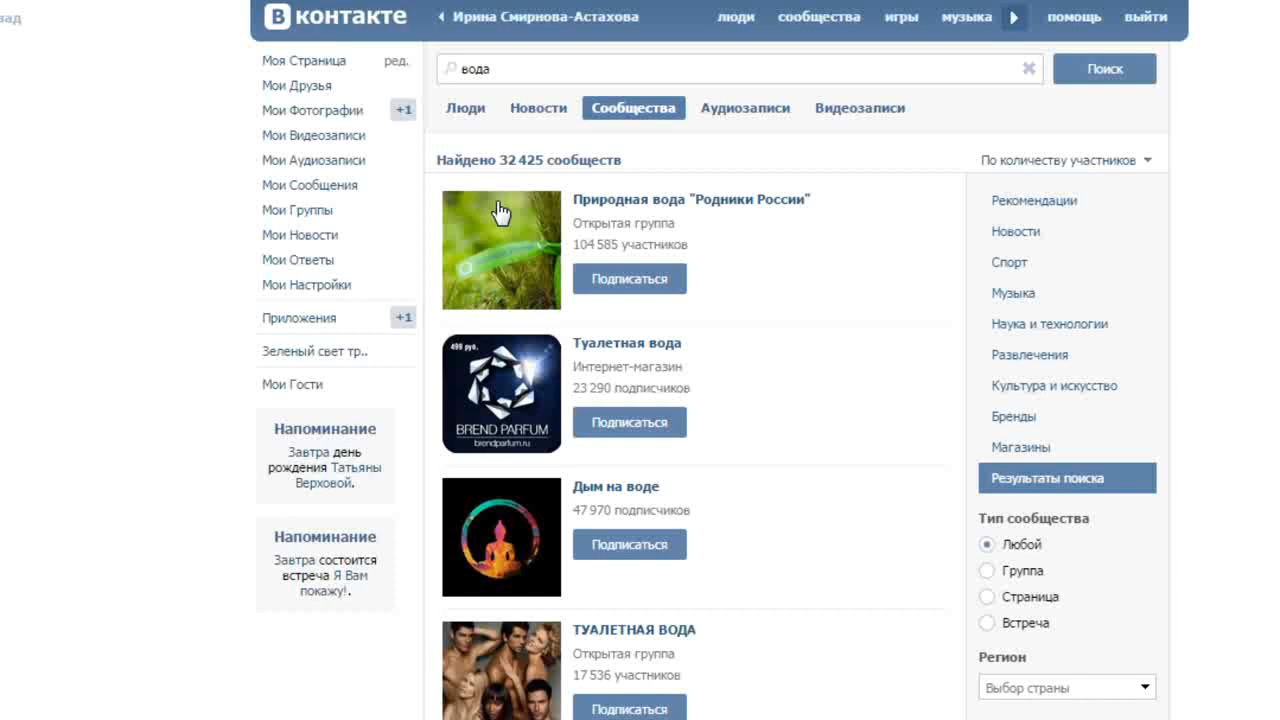 зад
В контакте
Ирина Смирнова-Астахова
люди сообщества игры музыка помощь выйти
Моя Страница ред.
Мои Друзья
Мои Фотографии +1
Мои Видеозаписи
Мои Аудиозаписи
Мои Сообщения
Мои Группы
Мои Новости
Мои Ответы
Мои Настройки
Приложения +1
Зеленый свет тр..
Мои Гости
Напоминание
Завтра день
рождения Татьяны
Верховой.
Напоминание
Завтра состоится
встреча Я Вам
покажу!.
вода
Поиск
Люди Новости Сообщества Аудиозаписи Видеозаписи
Найдено 32 425 сообществ
По количеству участников
Природная вода "Родники России"
Открытая группа
104 585 участников
Подписаться
499 руб.
BREND PARFUM
brendparfum.ru
Туалетная вода
Интернет-магазин
23 290 подписчиков
Подписаться
Дым на воде
47 970 подписчиков
Подписаться
ТУАЛЕТНАЯ ВОДА
Открытая группа
17 536 участников
Подписаться
Рекомендации
Новости
Спорт
Музыка
Наука и технологии
Развлечения
Культура и искусство
Бренды
Магазины
Результаты поиска
Тип сообщества
Любой
Группа
Страница
Встреча
Регион
Выбор страны